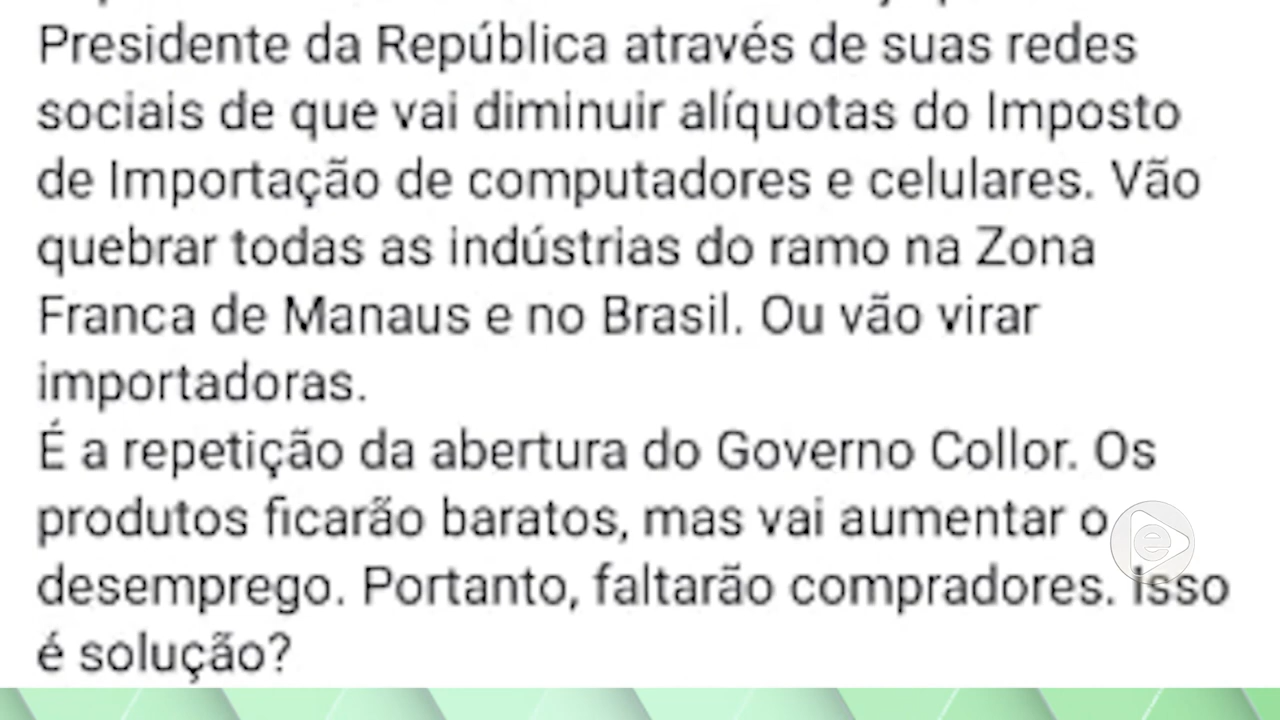 Presidente da República através de suas redes
sociais de que vai diminuir alíquotas do Imposto
de Importação de computadores e celulares. Vão
quebrar todas as indústrias do ramo na Zona
Franca de Manaus e no Brasil. Ou vão virar
importadoras.
É a repetição da abertura do Governo Collor. Os
produtos ficarão baratos, mas vai aumentar o
desemprego. Portanto, faltarão compradores. Isso
é solução?
e